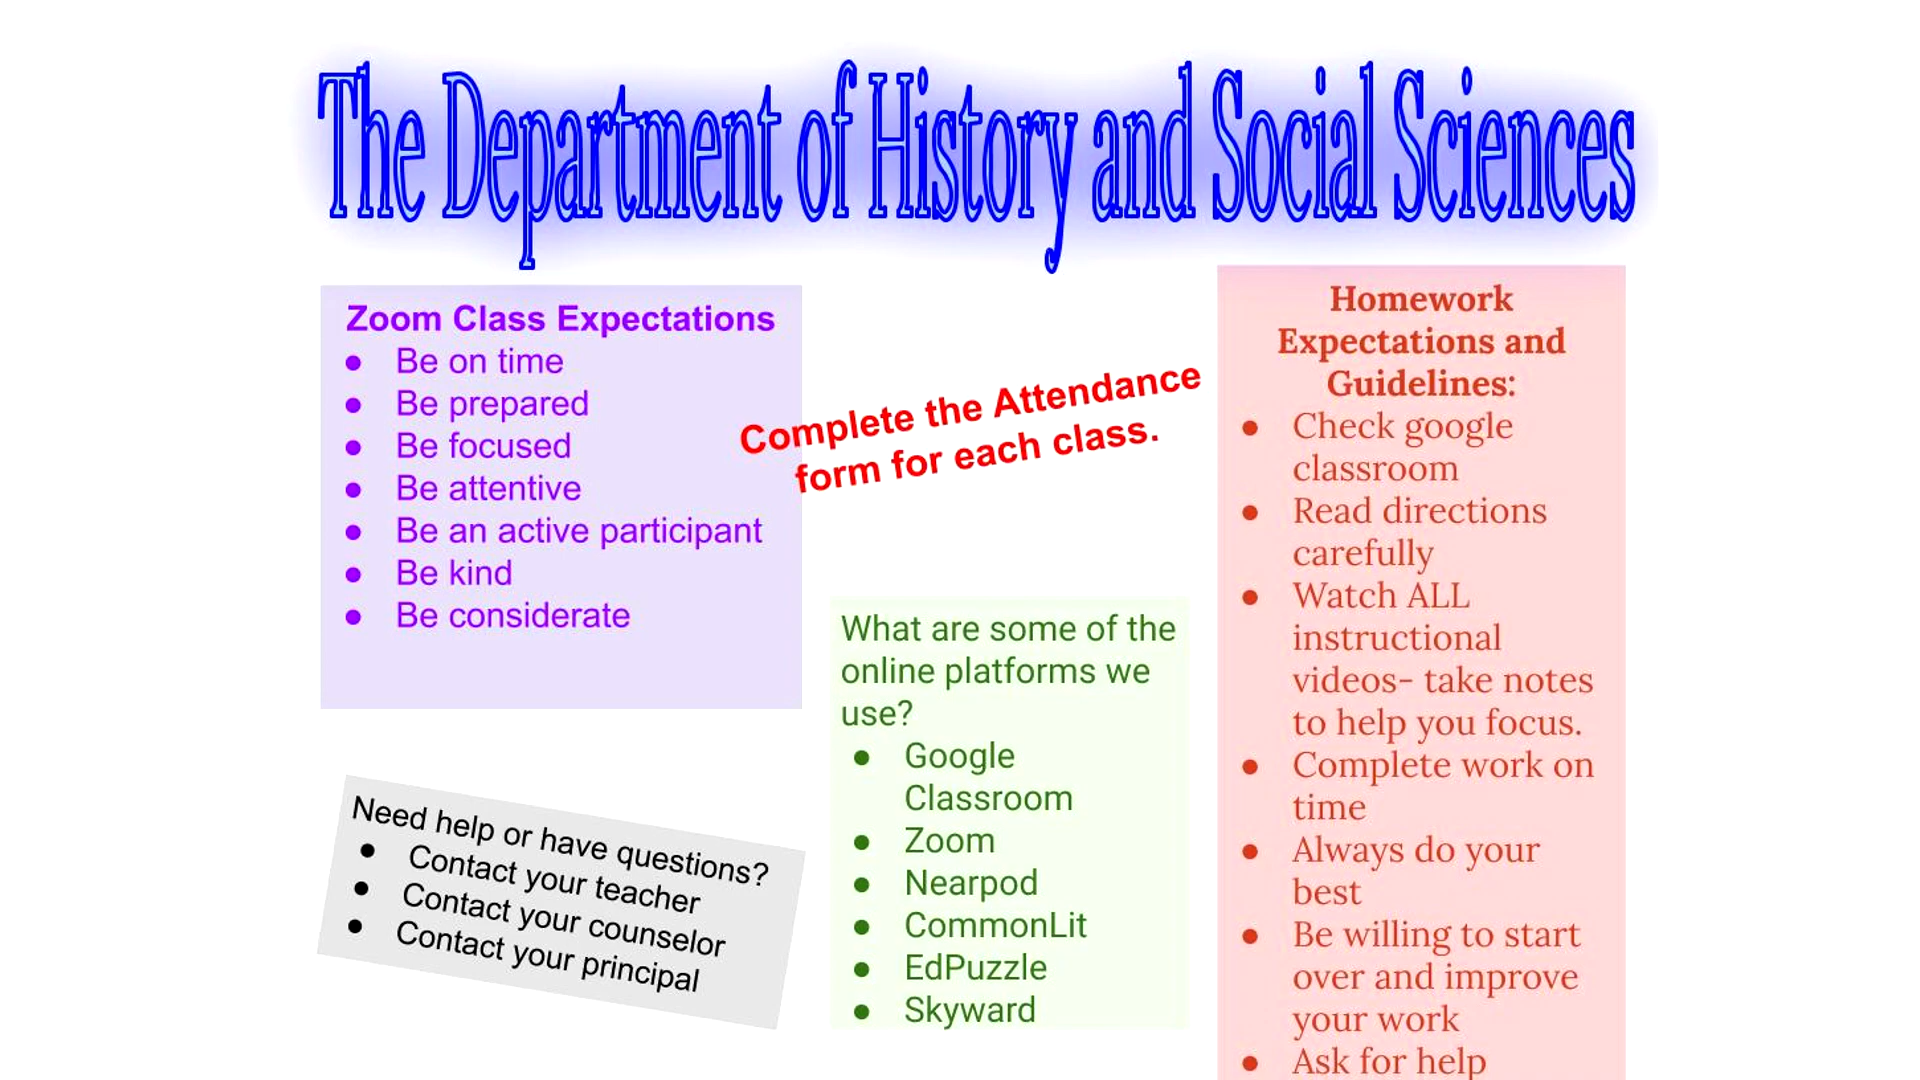 The Department of History and Social Sciences
Zoom Class Expectations
● Be on time
● Be prepared
● Be focused
● Be attentive
● Be an active participant
● Be kind
● Be considerate
Complete the Attendance
form for each class.
Need help or have questions?
● Contact your teacher
● Contact your counselor
● Contact your principal
What are some of the
online platforms we
use?
● Google
Classroom
● Zoom
● Nearpod
● CommonLit
● EdPuzzle
● Skyward
Homework
Expectations and
Guidelines:
● Check google
classroom
● Read directions
carefully
● Watch ALL
instructional
videos- take notes
to help you focus.
● Complete work on
time
● Always do your
best
● Be willing to start
over and improve
your work
● Ask for help